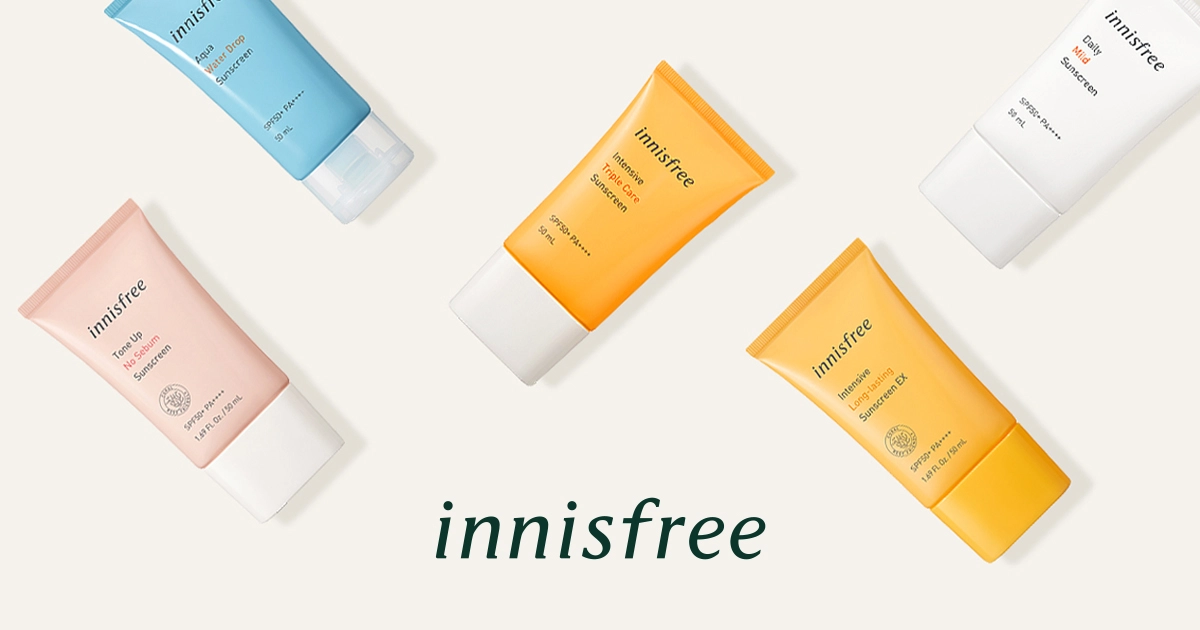 innisfree
Aqua
Water Drop
Sunscreen
SPF50+ PA++++
50 mL
innisfree
Intensive
Triple Care
Sunscreen
SPF50+ PA++++
50 mL
innisfree
Daily
Mild
Sunscreen
SPF50+ PA++++
50 mL
innisfree
Tone Up
No Sebum
Sunscreen
SPF50+ PA++++
1.69 FL Oz. / 50 mL
innisfree
Intensive
Long-lasting
Sunscreen EX
SPF50+ PA++++
1.69 FL Oz. / 50 mL
innisfree